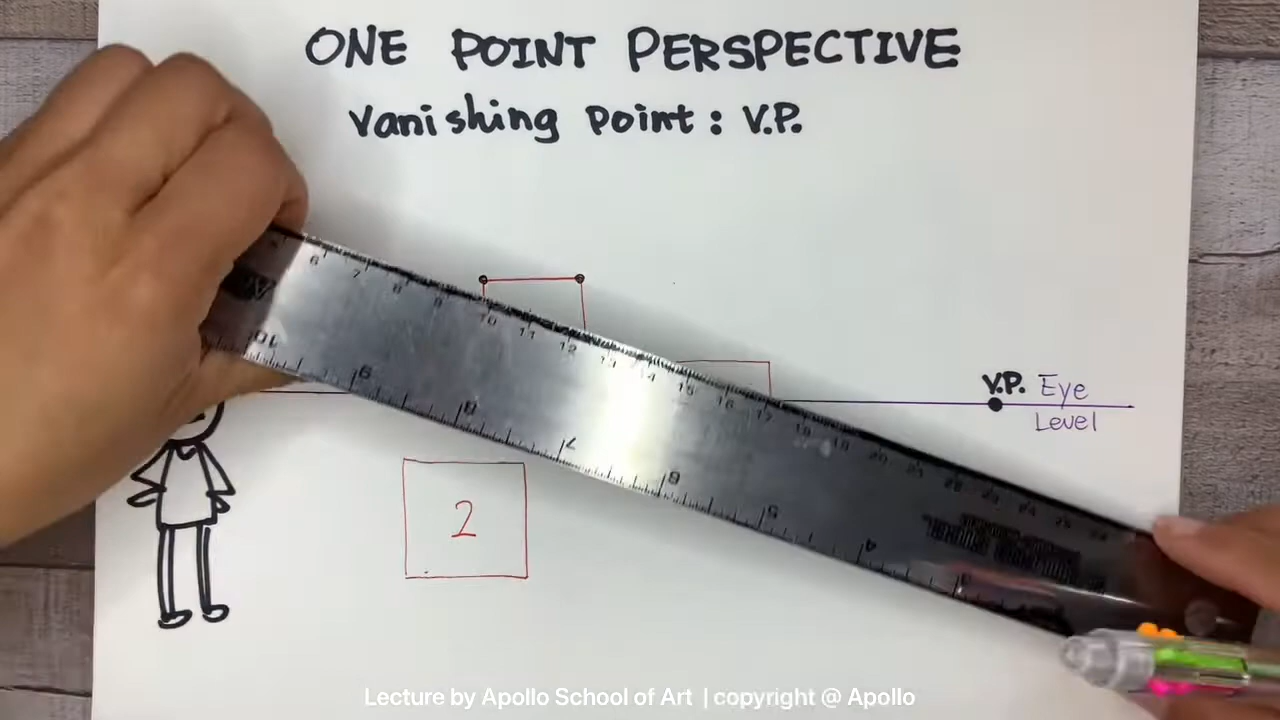 ONE POINT PERSPECTIVE
Vanishing point : V.P.
V.P. Eye
Level
2
Lecture by Apollo School of Art | copyright @ Apollo